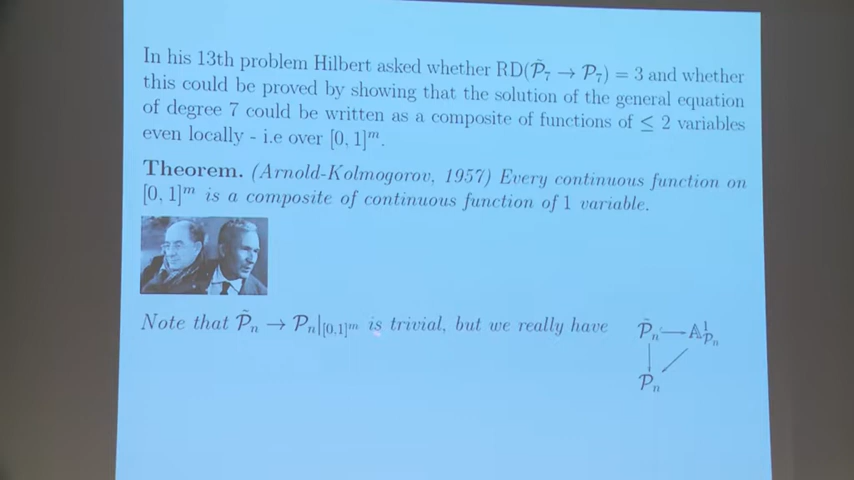 In his 13th problem Hilbert asked whether RD(𝒫̃₇ → 𝒫₇) = 3 and whether
this could be proved by showing that the solution of the general equation
of degree 7 could be written as a composite of functions of ≤ 2 variables
even locally - i.e over [0, 1]ᵐ.
Theorem. (Arnold-Kolmogorov, 1957) Every continuous function on
[0, 1]ᵐ is a composite of continuous function of 1 variable.
Note that 𝒫̃ₙ → 𝒫ₙ|_{[0,1]ᵐ} is trivial, but we really have
𝒫̃ₙ — 𝔸¹_{𝒫ₙ}
𝒫ₙ